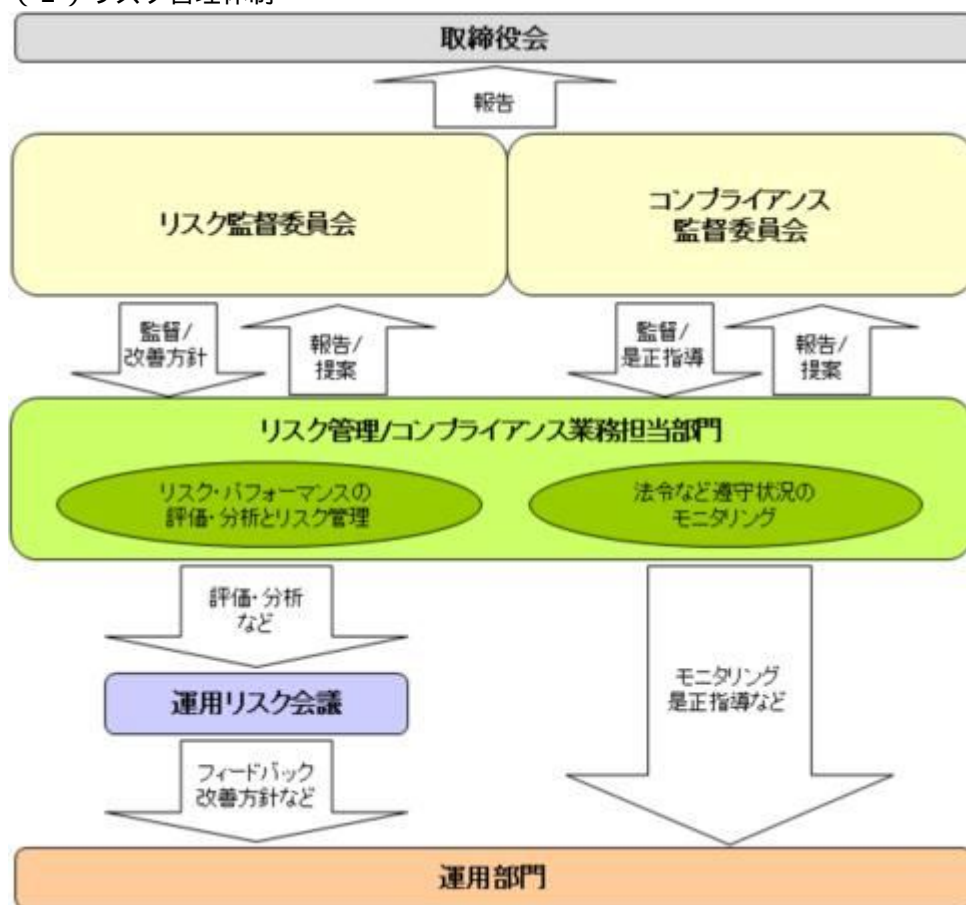 取締役会
報告
リスク監督委員会
コンプライアンス
監督委員会
監督/
改善方針
報告/
提案
監督/
是正指導
報告/
提案
リスク管理/コンプライアンス業務担当部門
リスク・パフォーマンスの
評価・分析とリスク管理
法令など遵守状況の
モニタリング
評価・分析
など
運用リスク会議
モニタリング
是正指導など
フィードバック
改善方針など
運用部門